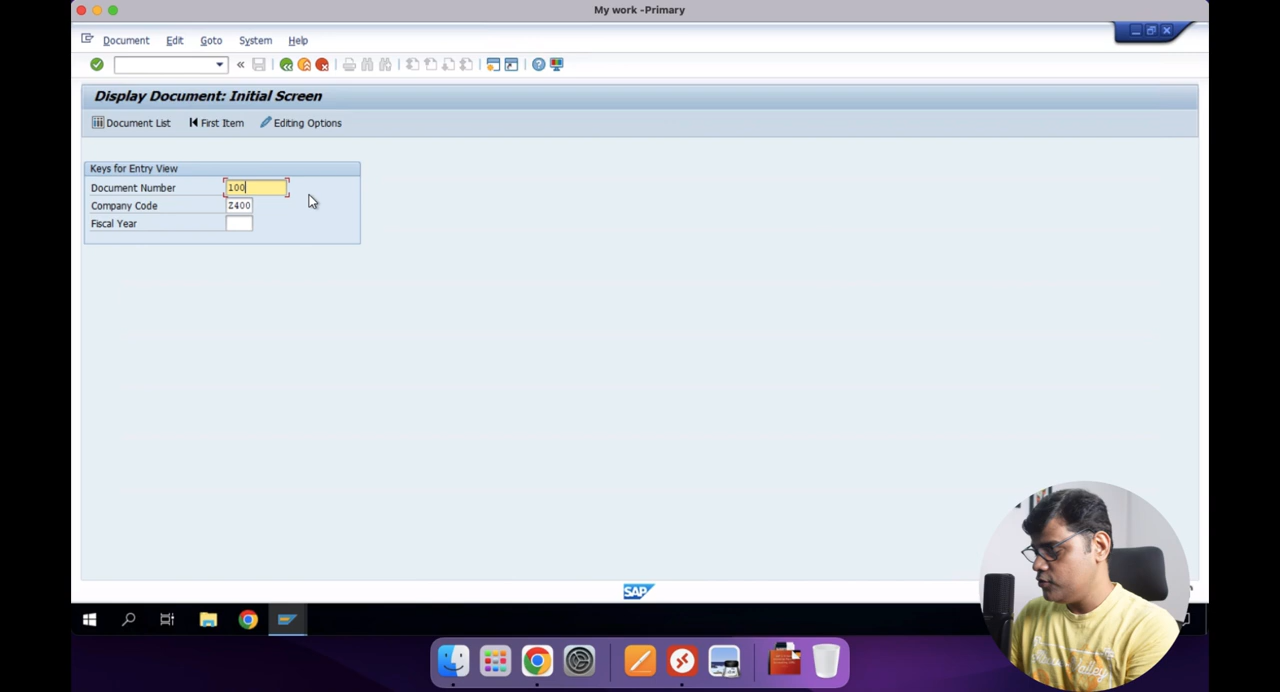 My work -Primary
Document Edit Goto System Help
Display Document: Initial Screen
Document List First Item Editing Options
Keys for Entry View
Document Number 100
Company Code Z400
Fiscal Year
SAP